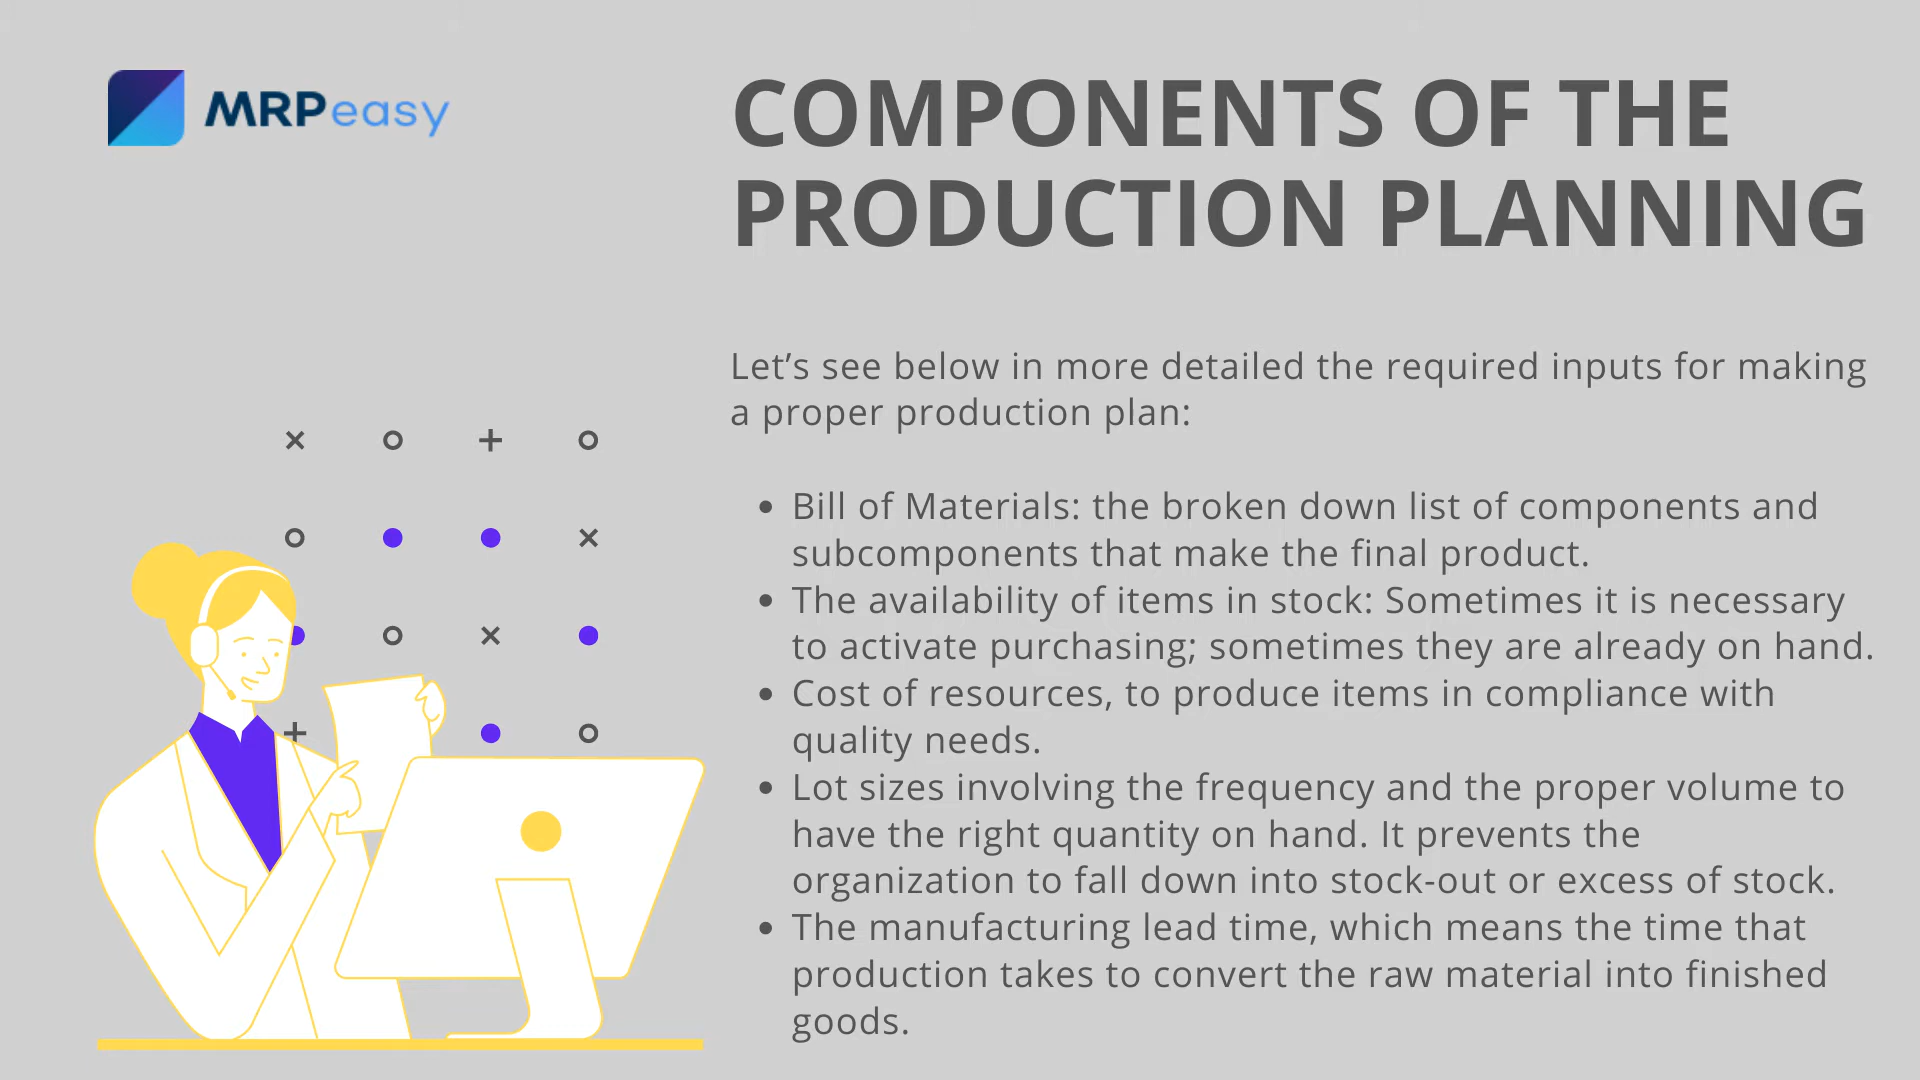 MRPeasy
COMPONENTS OF THE
PRODUCTION PLANNING
Let’s see below in more detailed the required inputs for making
a proper production plan:
• Bill of Materials: the broken down list of components and
subcomponents that make the final product.
• The availability of items in stock: Sometimes it is necessary
to activate purchasing; sometimes they are already on hand.
• Cost of resources, to produce items in compliance with
quality needs.
• Lot sizes involving the frequency and the proper volume to
have the right quantity on hand. It prevents the
organization to fall down into stock-out or excess of stock.
• The manufacturing lead time, which means the time that
production takes to convert the raw material into finished
goods.